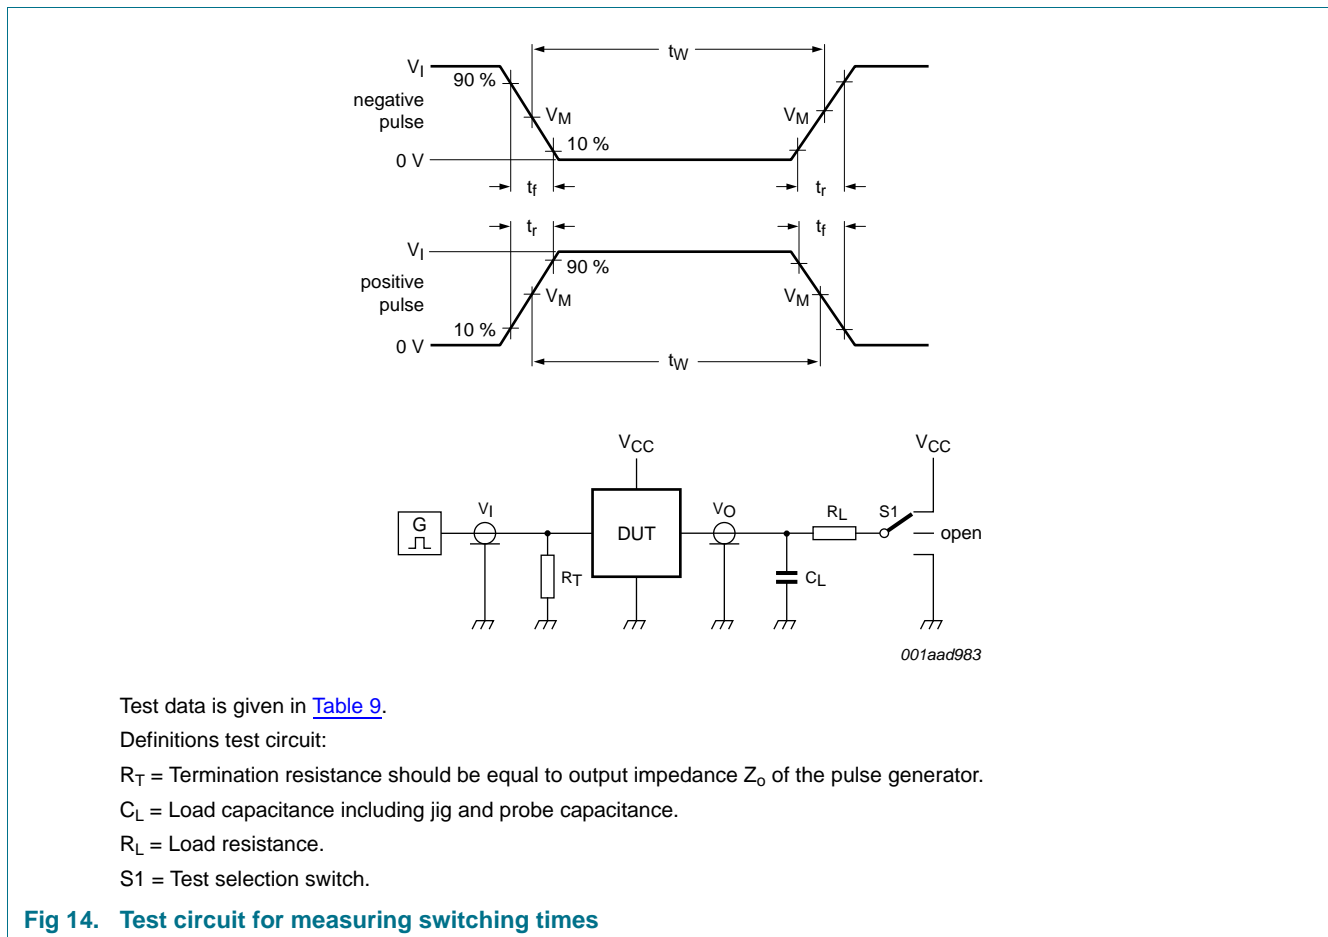 tW
VI
90 %
negative
pulse
VM
VM
10 %
0 V
tf
tr
tr
tf
VI
90 %
positive
pulse
VM
VM
10 %
0 V
tW
VCC
VCC
G
VI
DUT
VO
RL
S1
open
RT
CL
001aad983
Test data is given in Table 9.
Definitions test circuit:
RT = Termination resistance should be equal to output impedance Zo of the pulse generator.
CL = Load capacitance including jig and probe capacitance.
RL = Load resistance.
S1 = Test selection switch.
Fig 14. Test circuit for measuring switching times